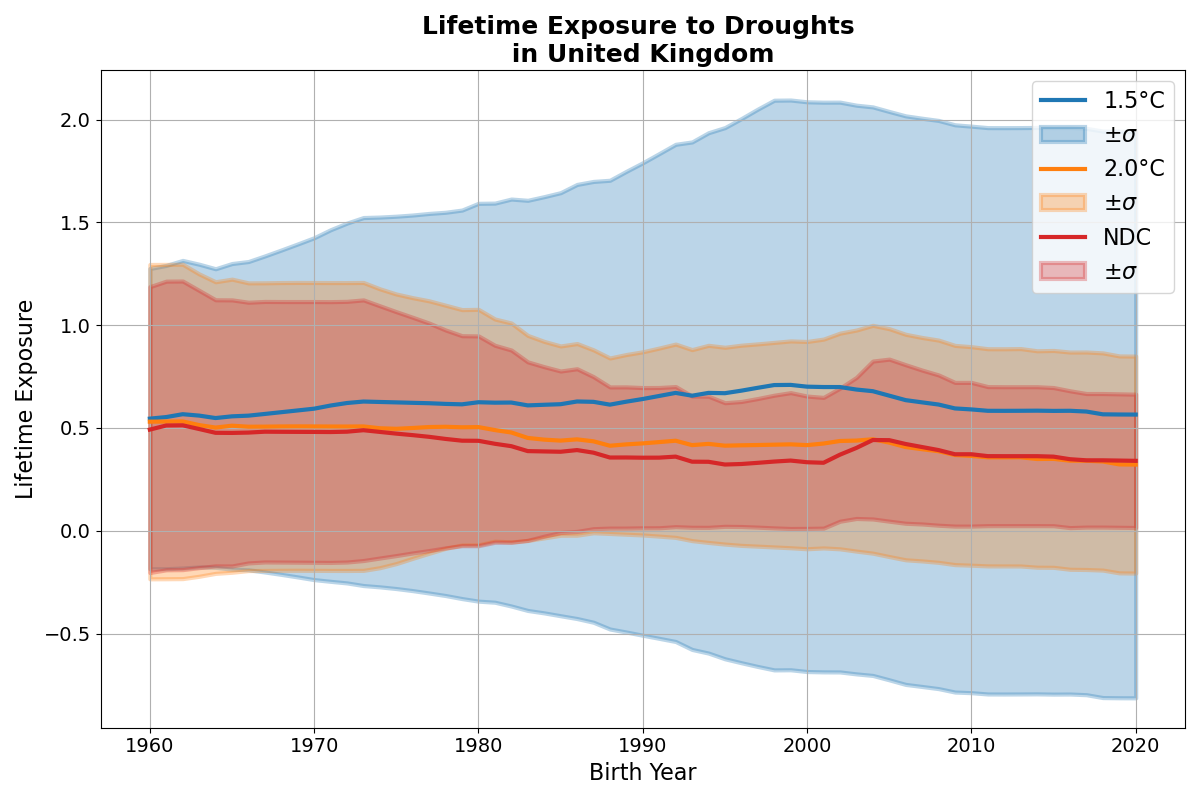 Lifetime Exposure to Droughts
in United Kingdom
Lifetime Exposure
2.0
1.5
1.0
0.5
0.0
−0.5
1960 1970 1980 1990 2000 2010 2020
Birth Year
1.5°C
±σ
2.0°C
±σ
NDC
±σ